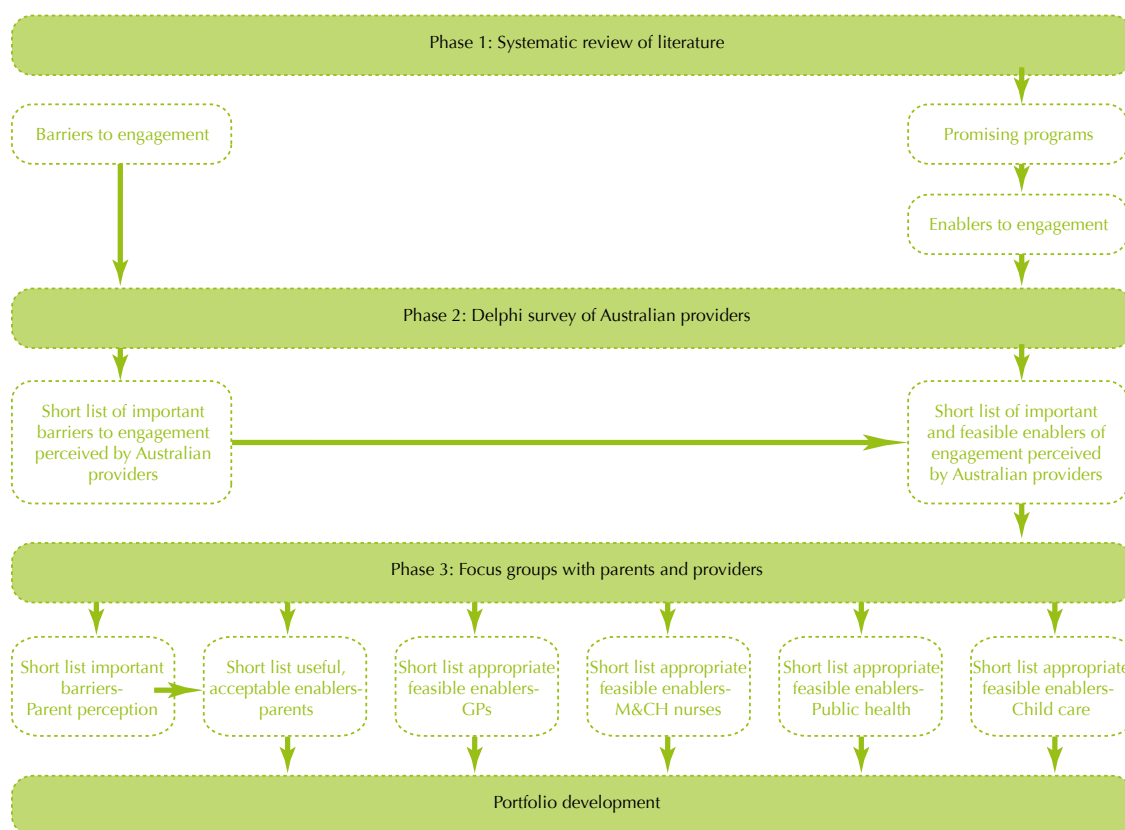 Phase 1: Systematic review of literature
Barriers to engagement
Promising programs
Enablers to engagement
Phase 2: Delphi survey of Australian providers
Short list of important
barriers to engagement
perceived by Australian
providers
Short list of important
and feasible enablers of
engagement perceived
by Australian providers
Phase 3: Focus groups with parents and providers
Short list important
barriers-
Parent perception
Short list useful,
acceptable enablers-
parents
Short list appropriate
feasible enablers-
GPs
Short list appropriate
feasible enablers-
M&CH nurses
Short list appropriate
feasible enablers-
Public health
Short list appropriate
feasible enablers-
Child care
Portfolio development